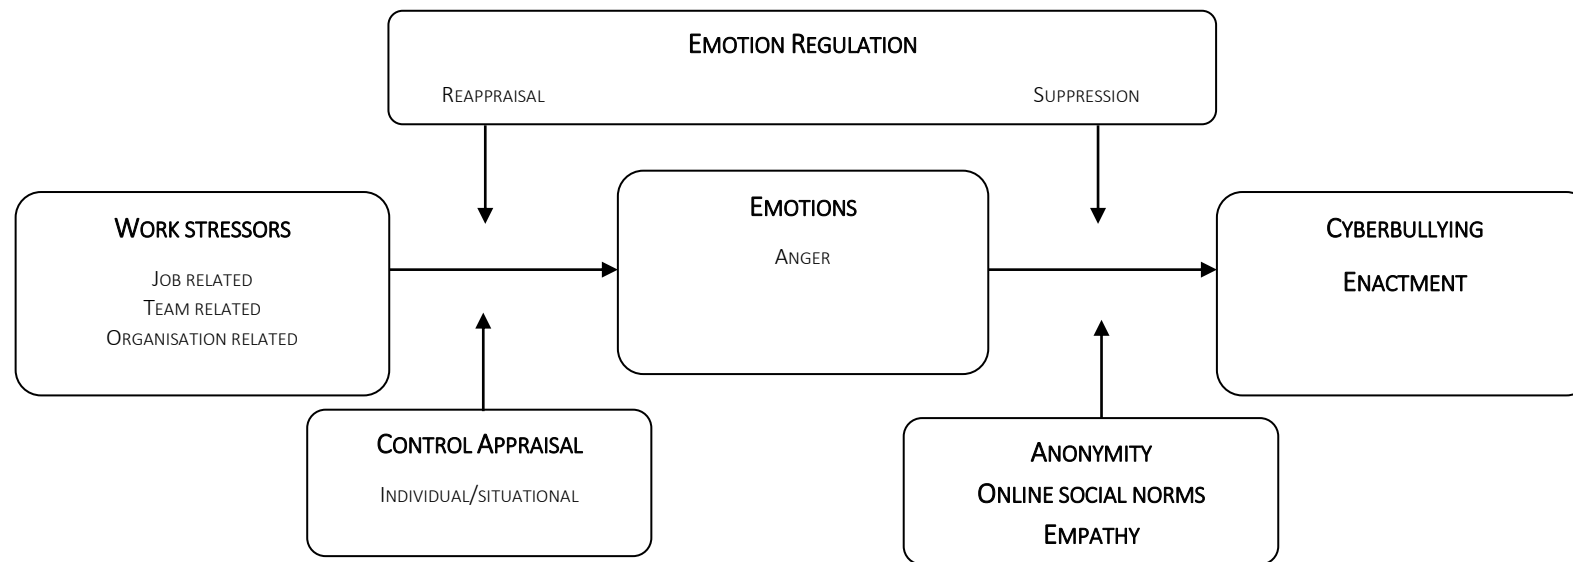 EMOTION REGULATION
REAPPRAISAL
SUPPRESSION
WORK STRESSORS
JOB RELATED
TEAM RELATED
ORGANISATION RELATED
EMOTIONS
ANGER
CYBERBULLYING
ENACTMENT
CONTROL APPRAISAL
INDIVIDUAL/SITUATIONAL
ANONYMITY
ONLINE SOCIAL NORMS
EMPATHY